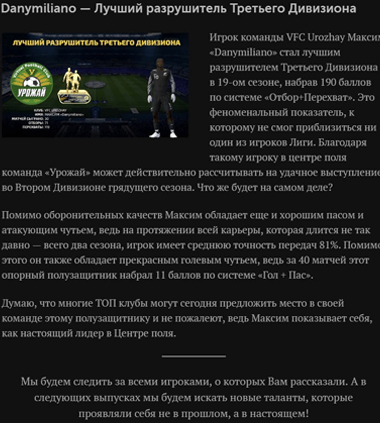 Danymiliano — Лучший разрушитель Третьего Дивизиона
ЛУЧШИЙ РАЗРУШИТЕЛЬ ТРЕТЬЕГО ДИВИЗИОНА
УРОЖАЙ
Игрок команды VFC Urozhay Максим
«Danymiliano» стал лучшим
разрушителем Третьего Дивизиона
в 19-ом сезоне, набрав 190 баллов
по системе «Отбор+Перехват». Это
феноменальный показатель, к
которому не смог приблизиться ни
один из игроков Лиги. Благодаря
такому игроку в центре поля
команда «Урожай» может действительно рассчитывать на удачное выступление
во Втором Дивизионе грядущего сезона. Что же будет на самом деле?
Помимо оборонительных качеств Максим обладает еще и хорошим пасом и
атакующим чутьем, ведь на протяжении всей карьеры, которая длится не так
давно — всего два сезона, игрок имеет среднюю точность передач 81%. Помимо
этого он также обладает прекрасным голевым чутьем, ведь за 40 матчей этот
опорный полузащитник набрал 11 баллов по системе «Гол + Пас».
Думаю, что многие ТОП клубы могут сегодня предложить место в своей
команде этому полузащитнику и не пожалеют, ведь Максим показывает себя,
как настоящий лидер в Центре поля.
Мы будем следить за всеми игроками, о которых Вам рассказали. А в
следующих выпусках мы будем искать новые таланты, которые
проявляли себя не в прошлом, а в настоящем!